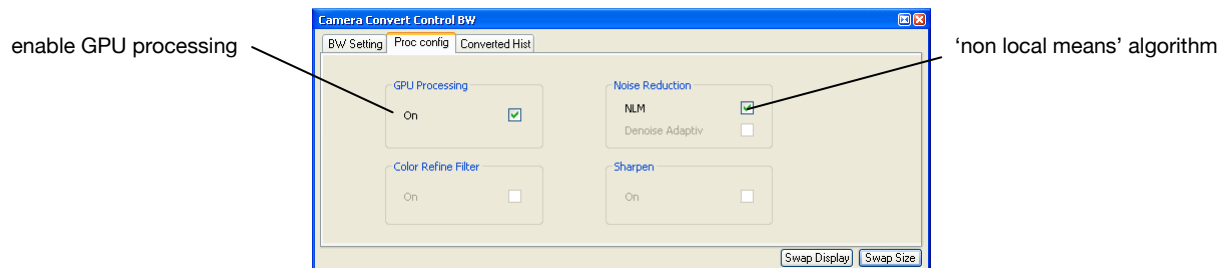 Camera Convert Control BW
BW Setting Proc config Converted Hist
enable GPU processing
‘non local means’ algorithm
GPU Processing
On
Noise Reduction
NLM
Denoise Adaptiv
Color Refine Filter
On
Sharpen
On
Swap Display Swap Size